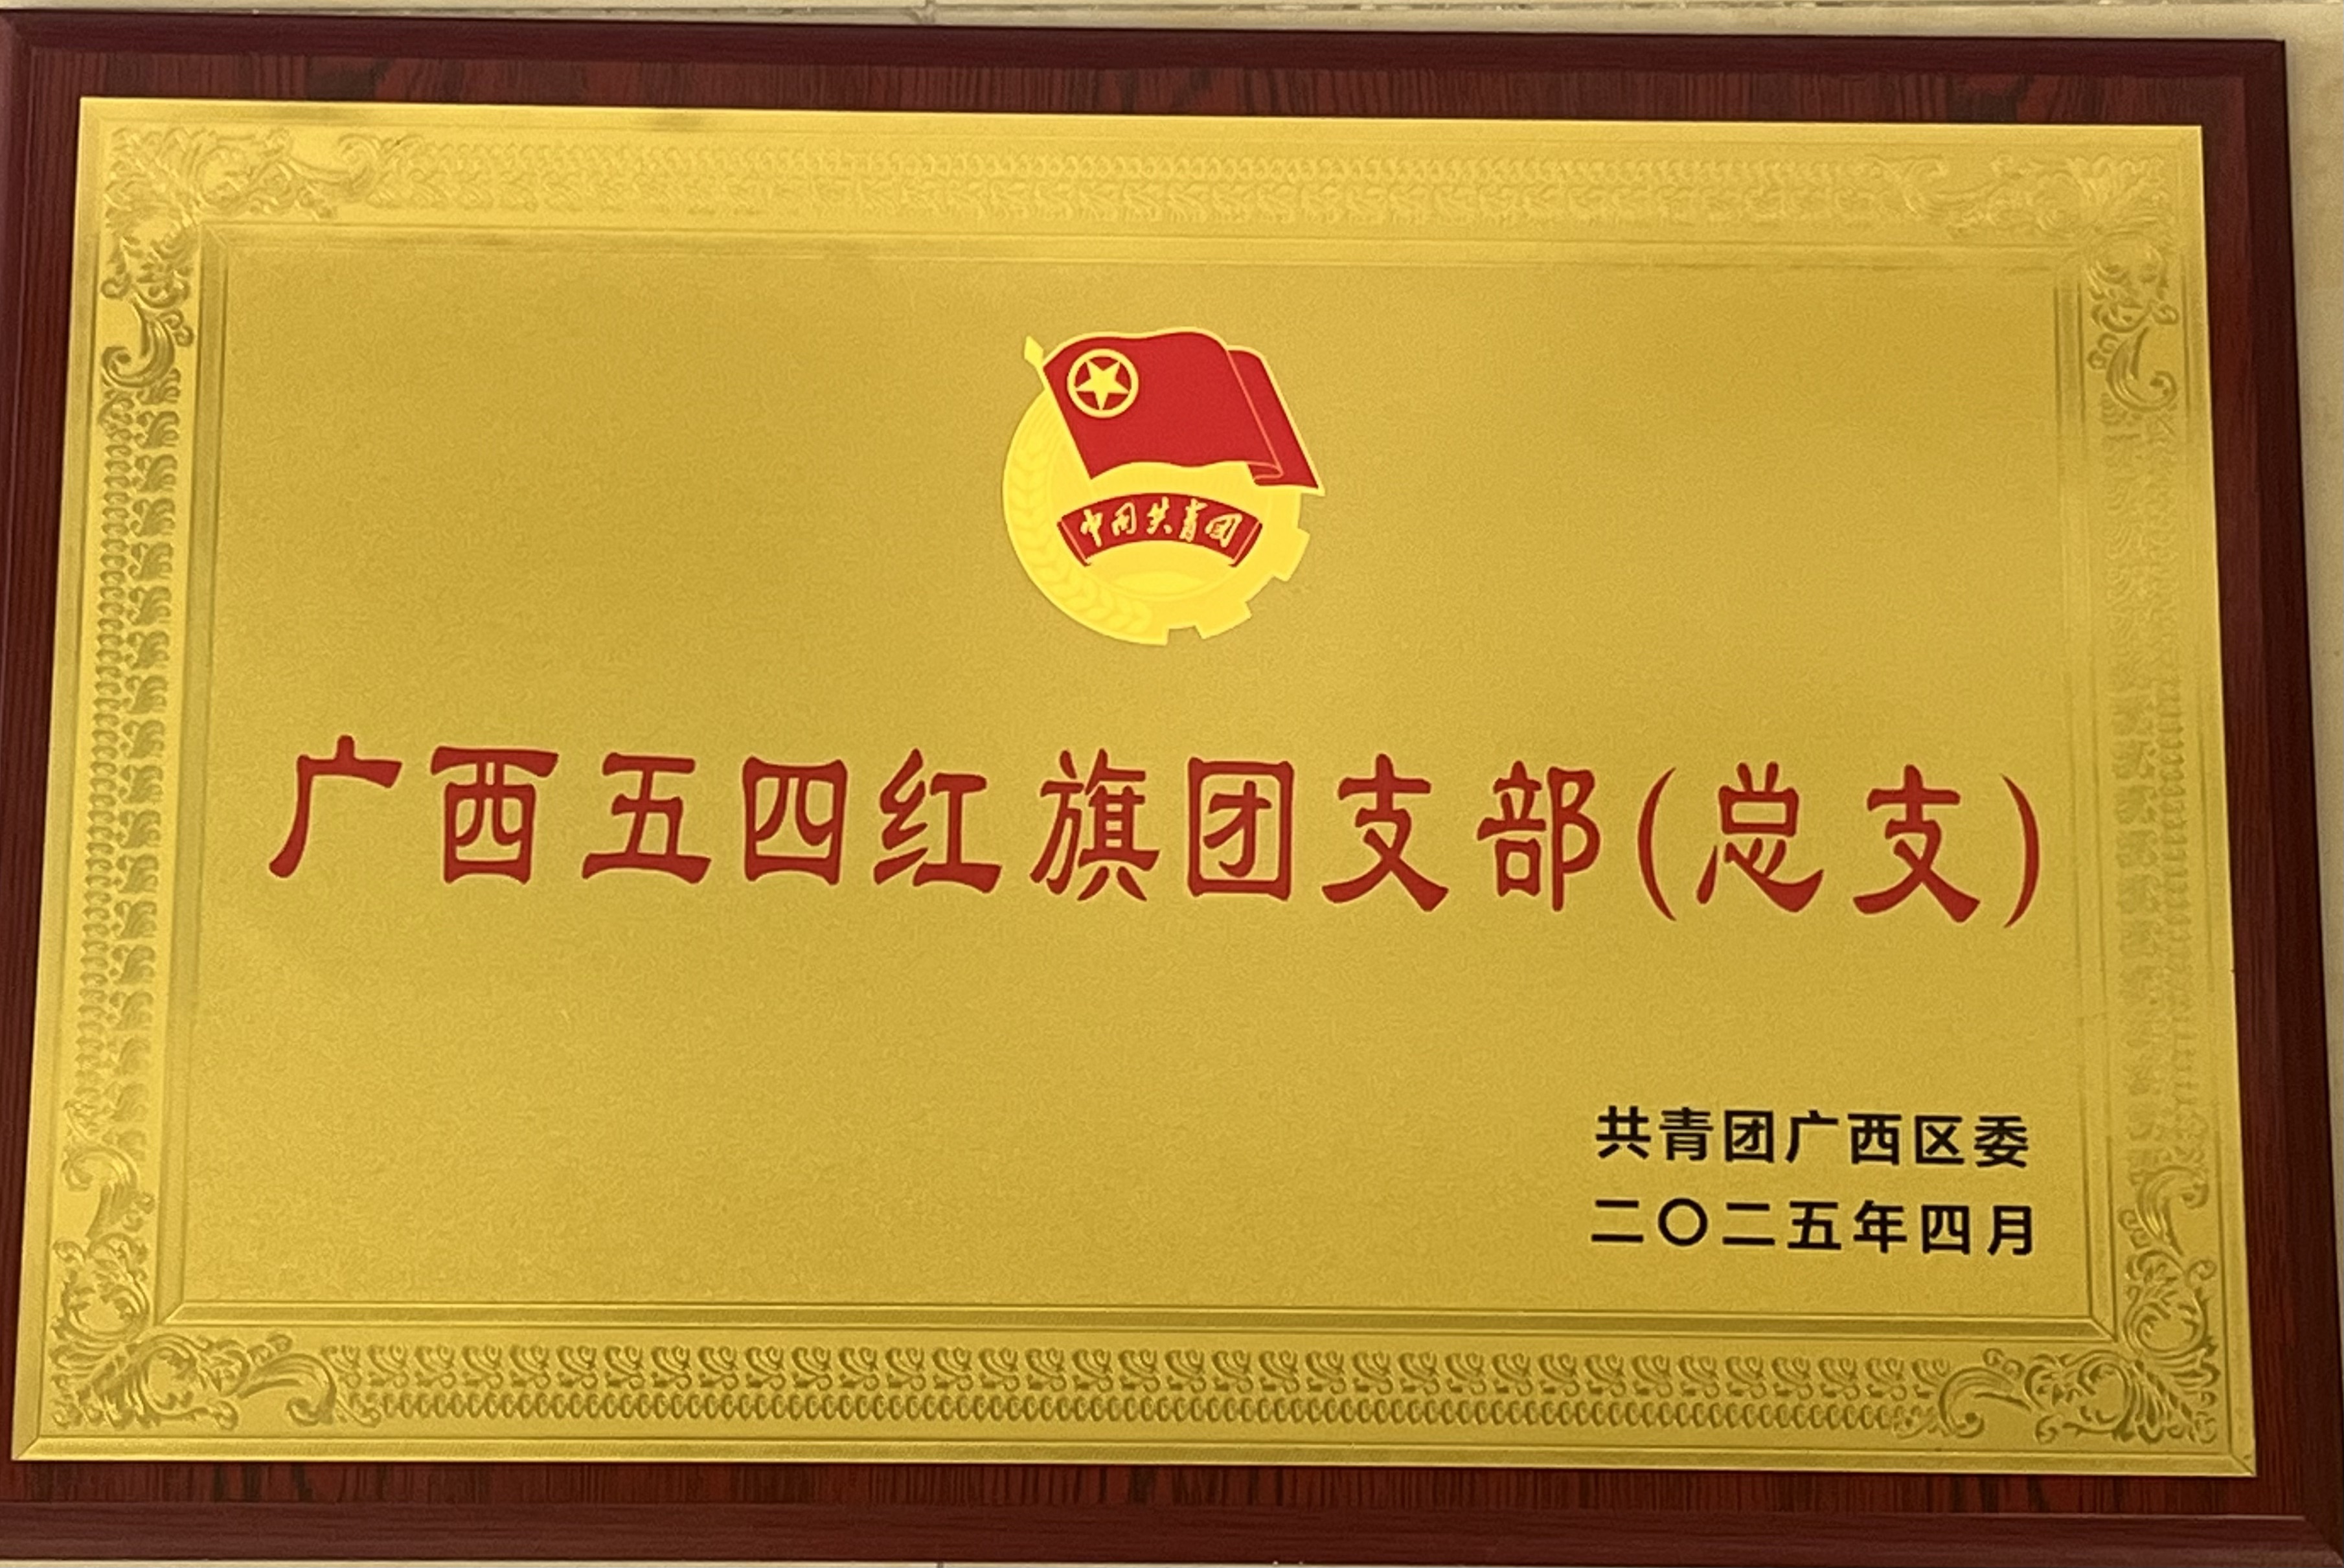 中国共青团
广西五四红旗团支部(总支)
共青团广西区委
二〇二五年四月